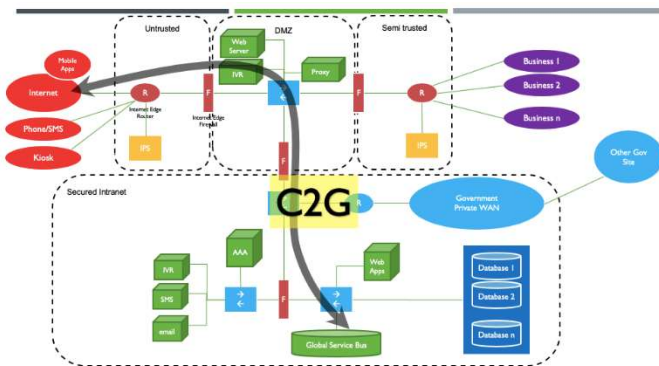 Untrusted
DMZ
Semi trusted
Mobile
Apps
Web
Server
IVR
Proxy
Internet
R
F
F
R
Internet Edge
Router
Internet Edge
Firewall
Business 1
Business 2
Business n
Phone/SMS
Kiosk
IPS
IPS
F
Other Gov
Site
Secured Intranet
C2G
R
Government
Private WAN
AAA
Web
Apps
IVR
SMS
email
F
Database 1
Database 2
Database n
Global Service Bus